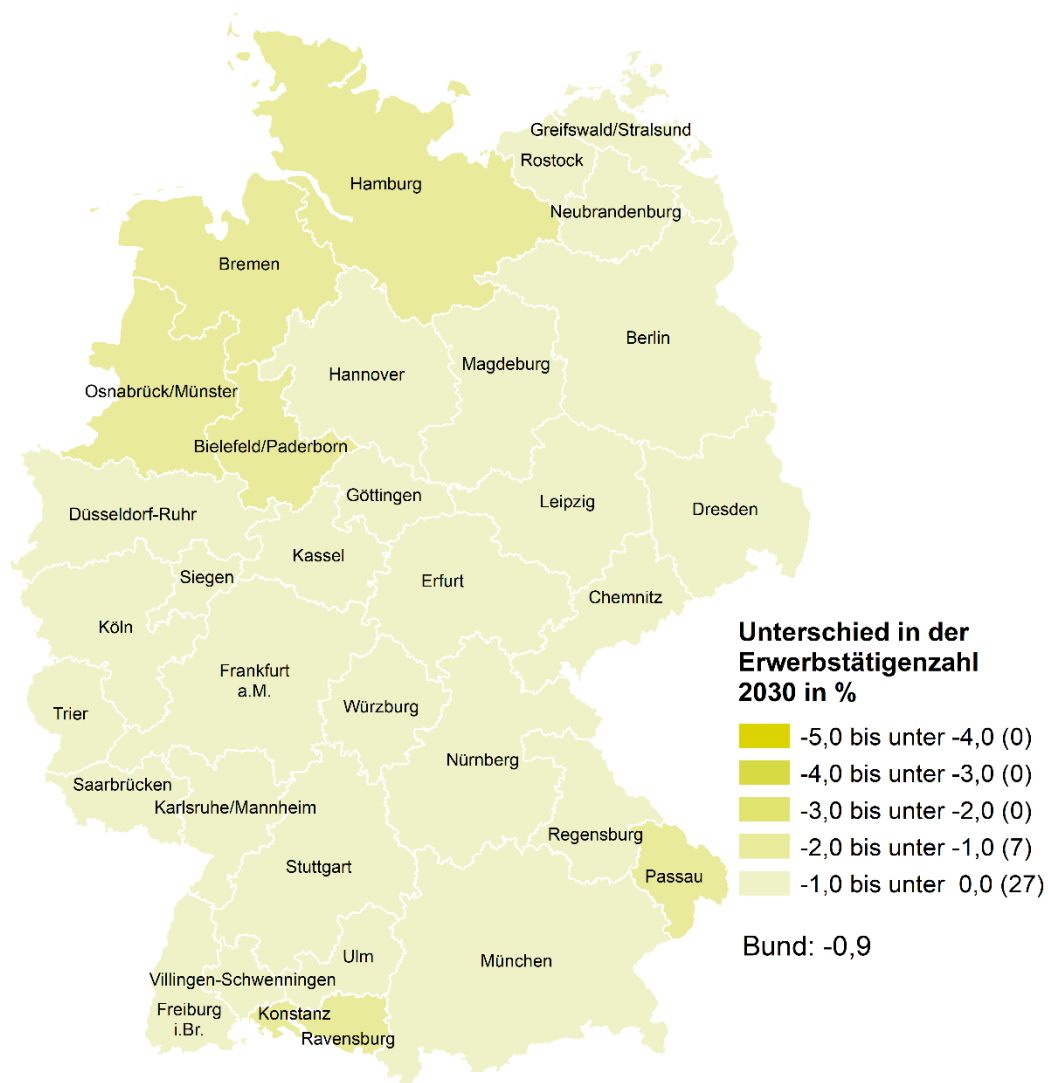 Greifswald/Stralsund
Rostock
Hamburg
Neubrandenburg
Bremen
Berlin
Hannover
Magdeburg
Osnabrück/Münster
Bielefeld/Paderborn
Göttingen
Leipzig
Düsseldorf-Ruhr
Dresden
Kassel
Siegen
Erfurt
Chemnitz
Köln
Frankfurt
a.M.
Würzburg
Trier
Nürnberg
Saarbrücken
Karlsruhe/Mannheim
Regensburg
Stuttgart
Passau
Ulm
München
Villingen-Schwenningen
Freiburg
i.Br.
Konstanz
Ravensburg
Unterschied in der
Erwerbstätigenzahl
2030 in %
-5,0 bis unter -4,0 (0)
-4,0 bis unter -3,0 (0)
-3,0 bis unter -2,0 (0)
-2,0 bis unter -1,0 (7)
-1,0 bis unter 0,0 (27)
Bund: -0,9